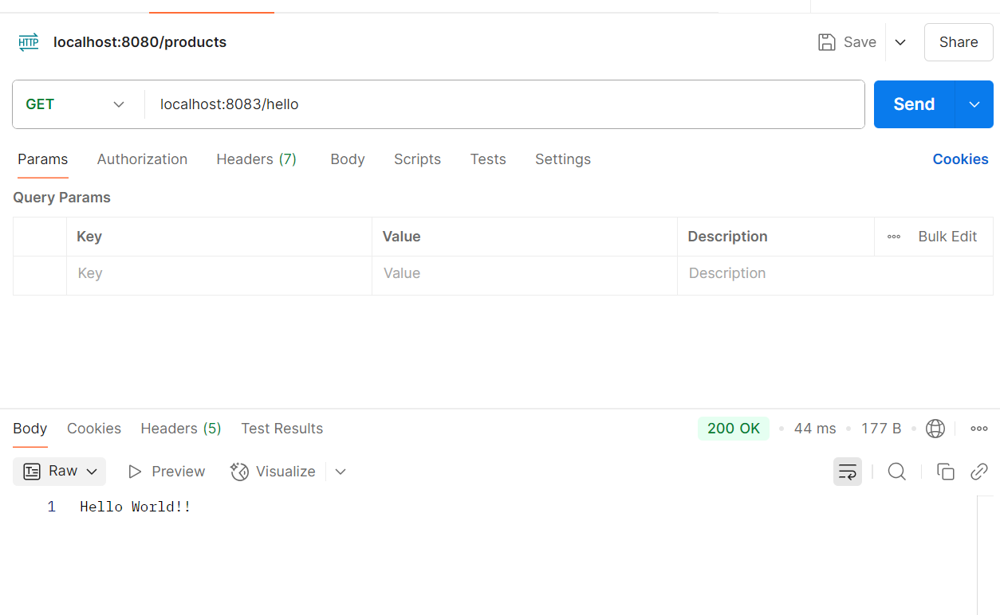 HTTP localhost:8080/products Save Share
GET localhost:8083/hello Send
Params Authorization Headers (7) Body Scripts Tests Settings Cookies
Query Params
Key Value Description Bulk Edit
Key Value Description
Body Cookies Headers (5) Test Results 200 OK 44 ms 177 B
Raw Preview Visualize
1 Hello World!!